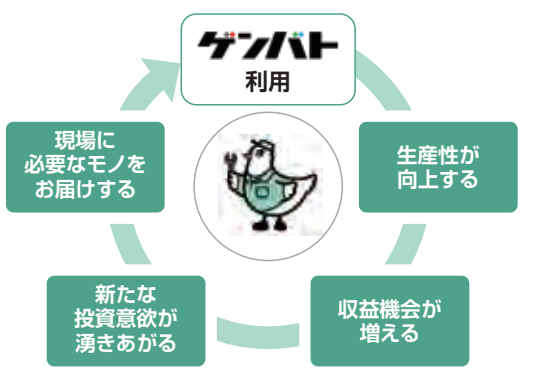 ゲンバト
利用
生産性が
向上する
収益機会が
増える
新たな
投資意欲が
湧きあがる
現場に
必要なモノを
お届けする